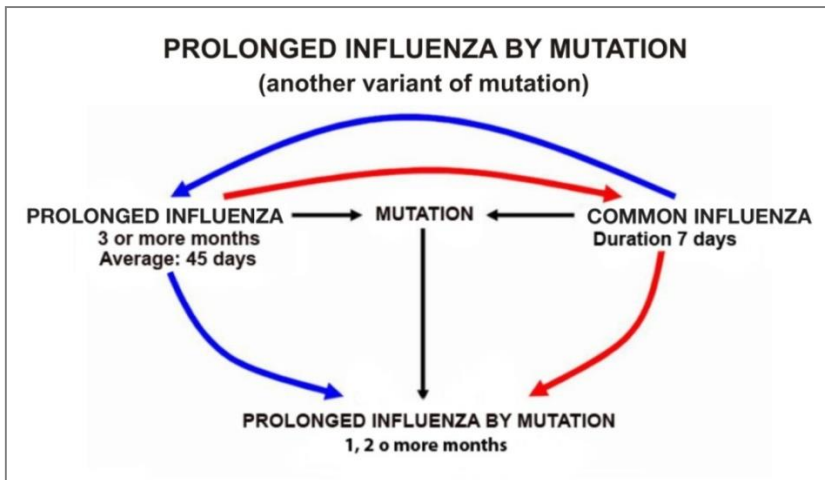 PROLONGED INFLUENZA BY MUTATION
(another variant of mutation)
PROLONGED INFLUENZA
3 or more months
Average: 45 days
MUTATION
COMMON INFLUENZA
Duration 7 days
PROLONGED INFLUENZA BY MUTATION
1, 2 o more months